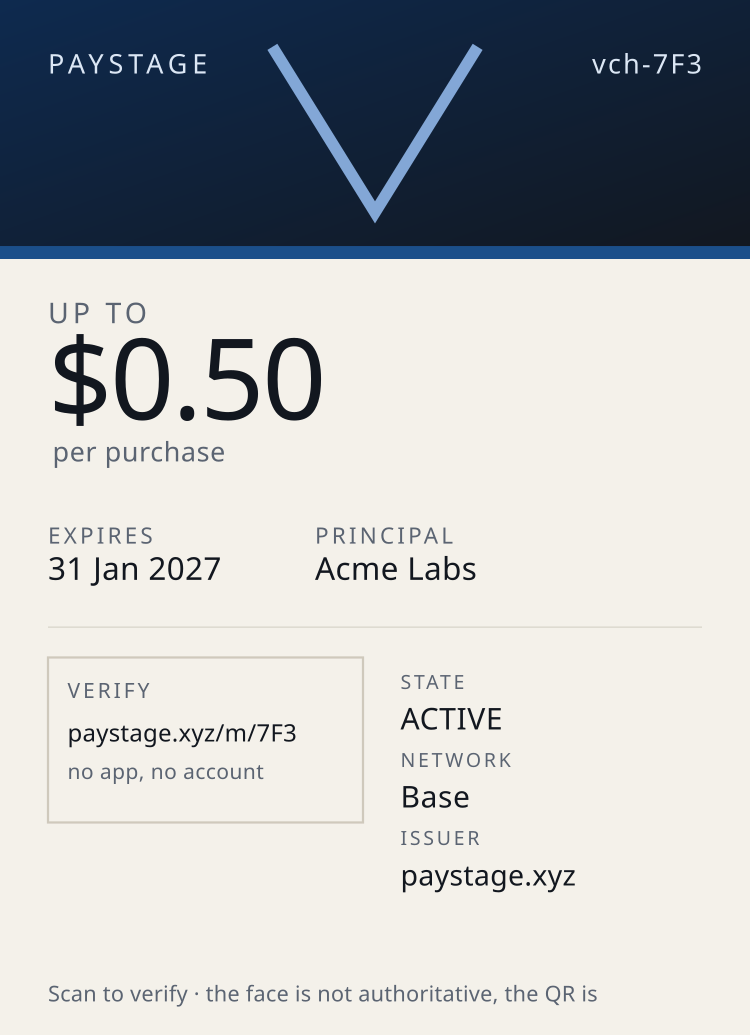 PAYSTAGE
vch-7F3
UP TO
$0.50
per purchase
EXPIRES
31 Jan 2027
PRINCIPAL
Acme Labs
VERIFY
paystage.xyz/m/7F3
no app, no account
STATE
ACTIVE
NETWORK
Base
ISSUER
paystage.xyz
Scan to verify · the face is not authoritative, the QR is